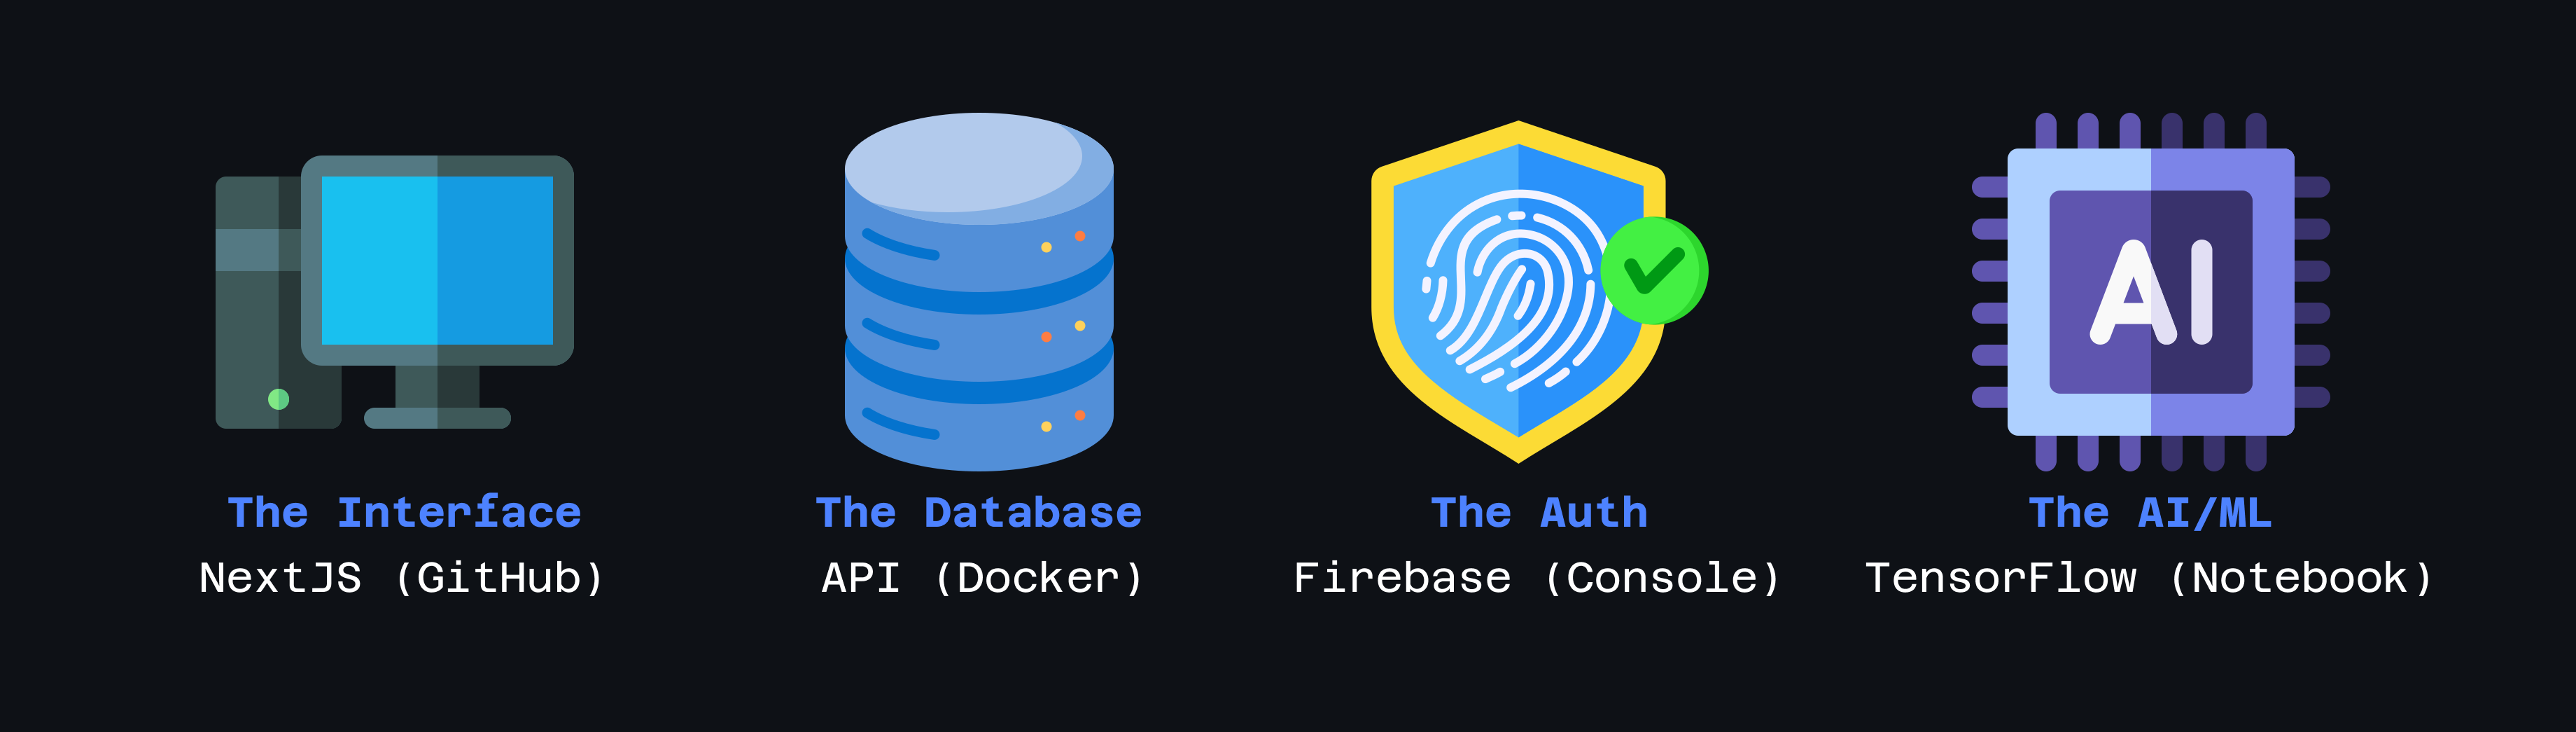 AI
The Interface
NextJS (GitHub)
The Database
API (Docker)
The Auth
Firebase (Console)
The AI/ML
TensorFlow (Notebook)